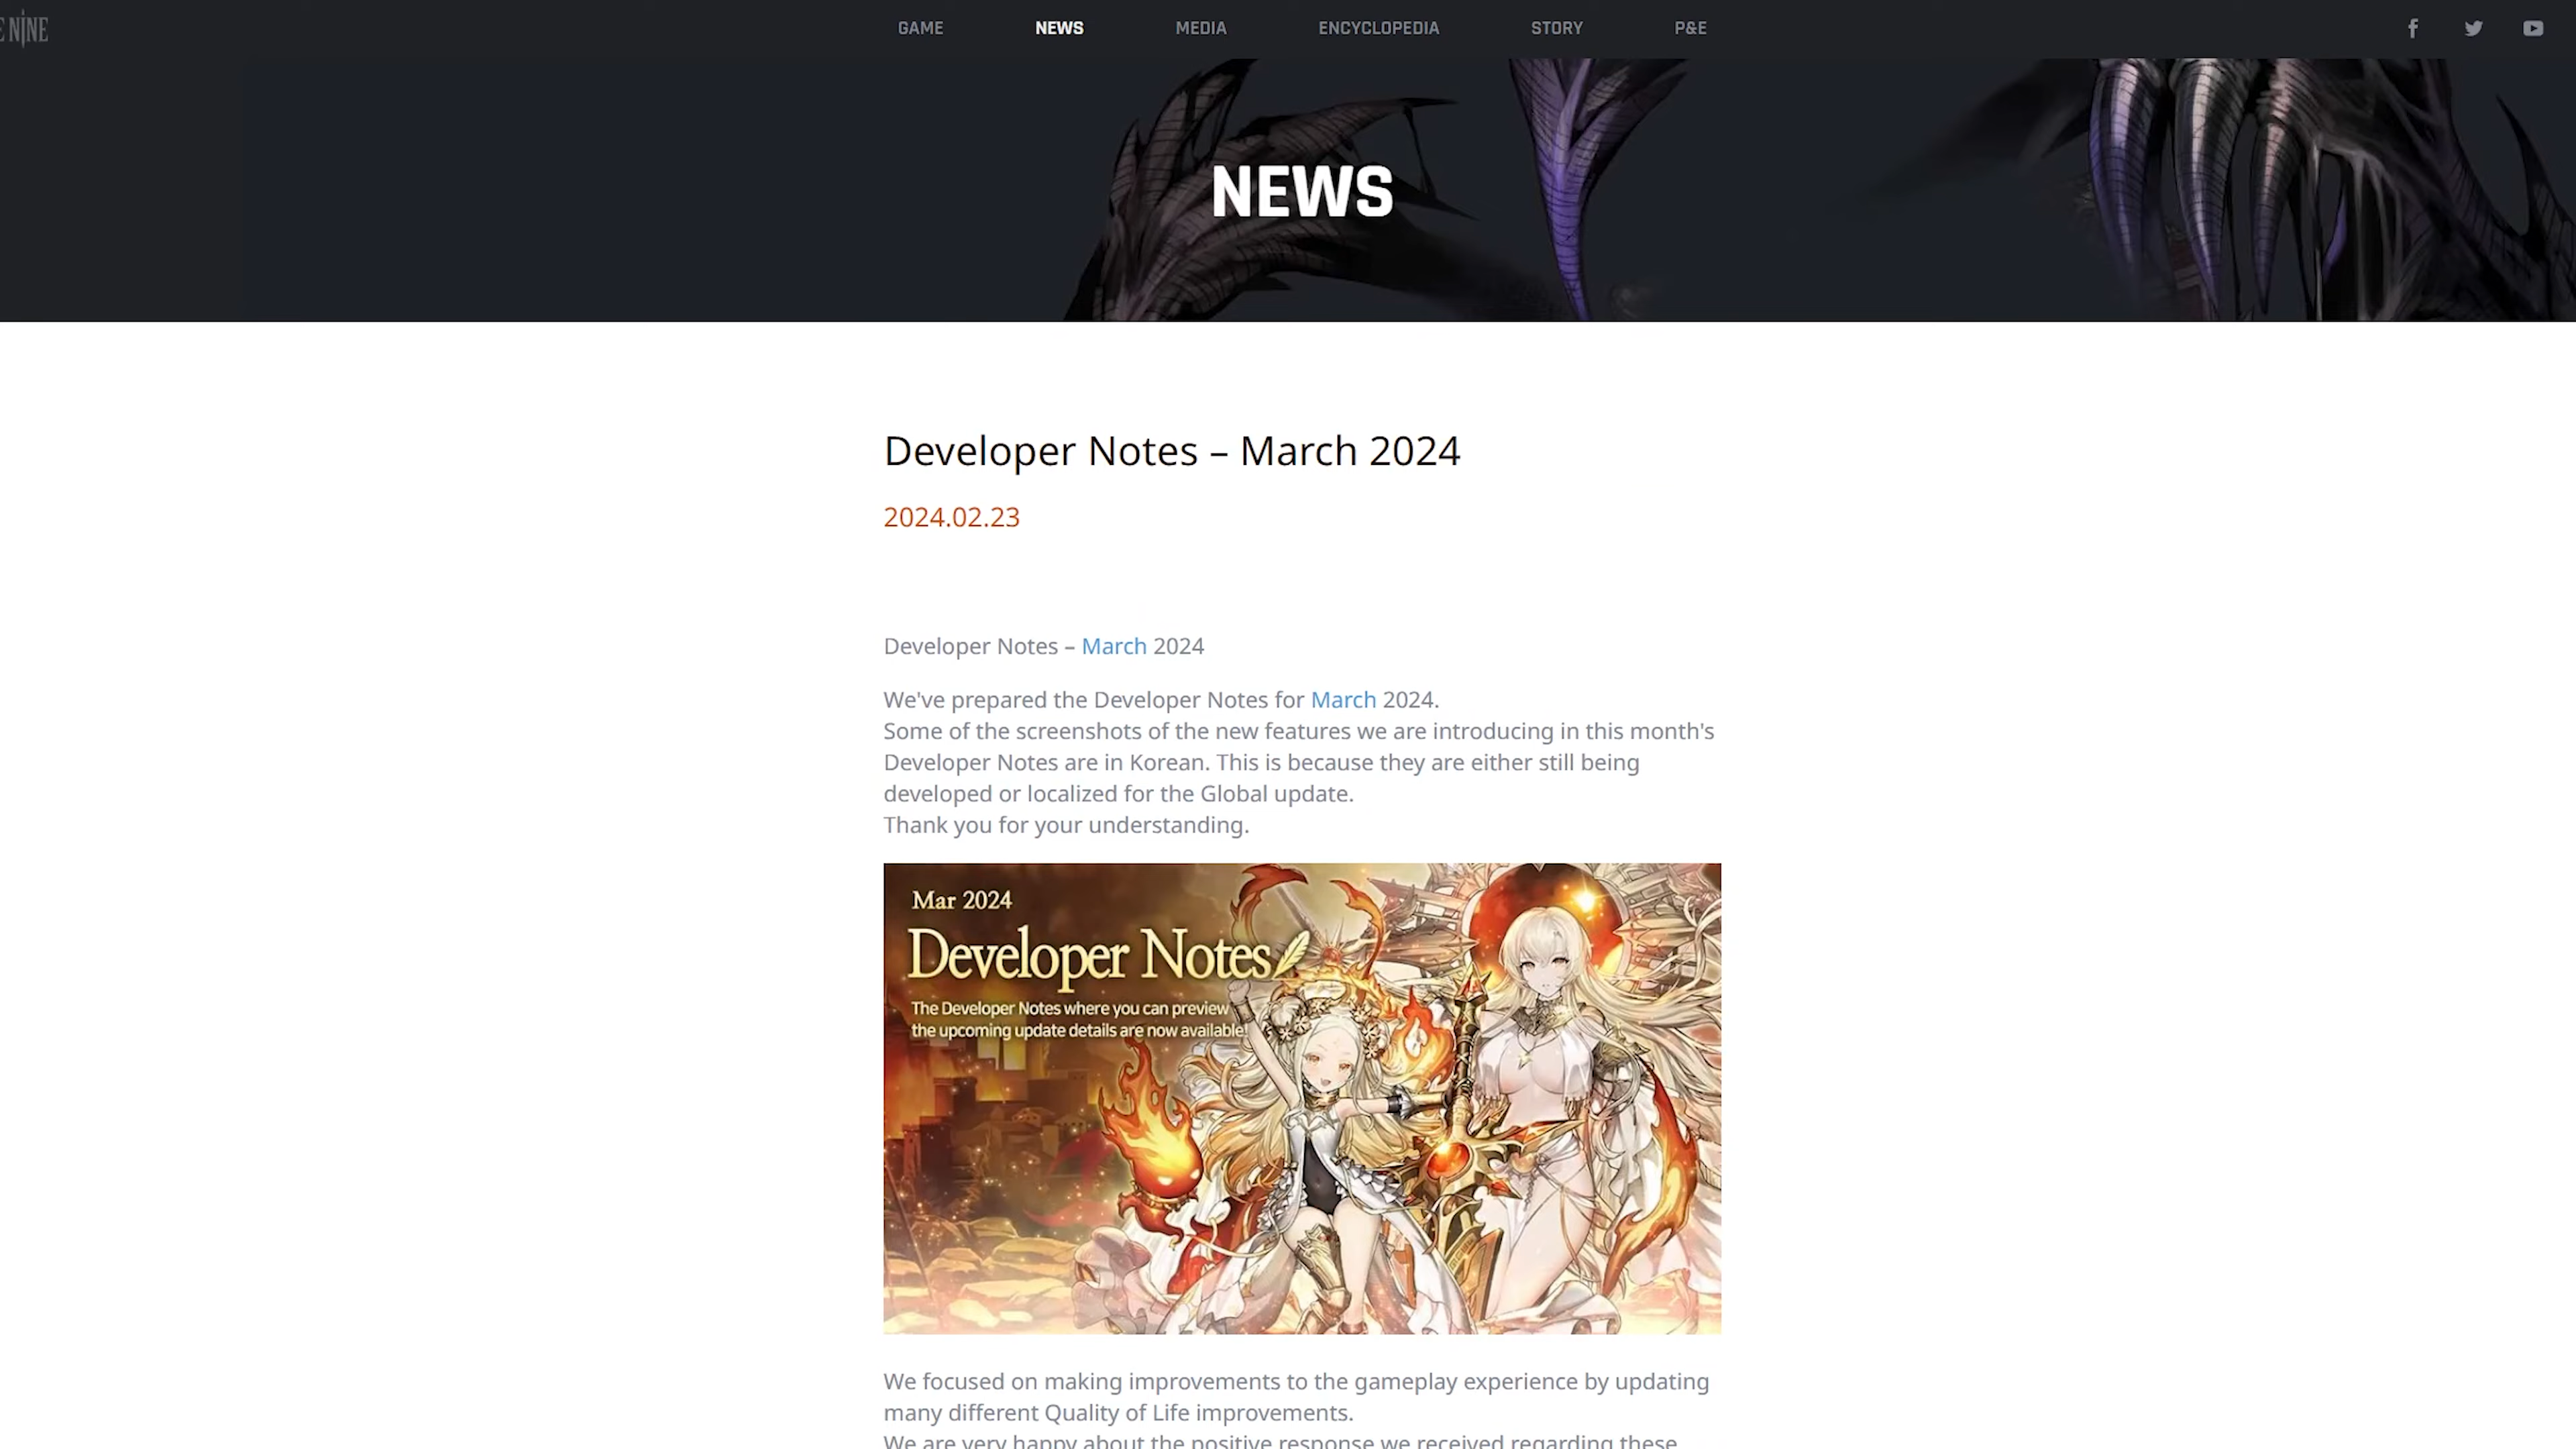 E NINE
GAME
NEWS
MEDIA
ENCYCLOPEDIA
STORY
P&E
NEWS
Developer Notes – March 2024
2024.02.23
Developer Notes – March 2024
We've prepared the Developer Notes for March 2024.
Some of the screenshots of the new features we are introducing in this month's
Developer Notes are in Korean. This is because they are either still being
developed or localized for the Global update.
Thank you for your understanding.
Mar 2024
Developer Notes
The Developer Notes where you can preview
the upcoming update details are now available!
We focused on making improvements to the gameplay experience by updating
many different Quality of Life improvements.
We are very happy about the positive response we received regarding these